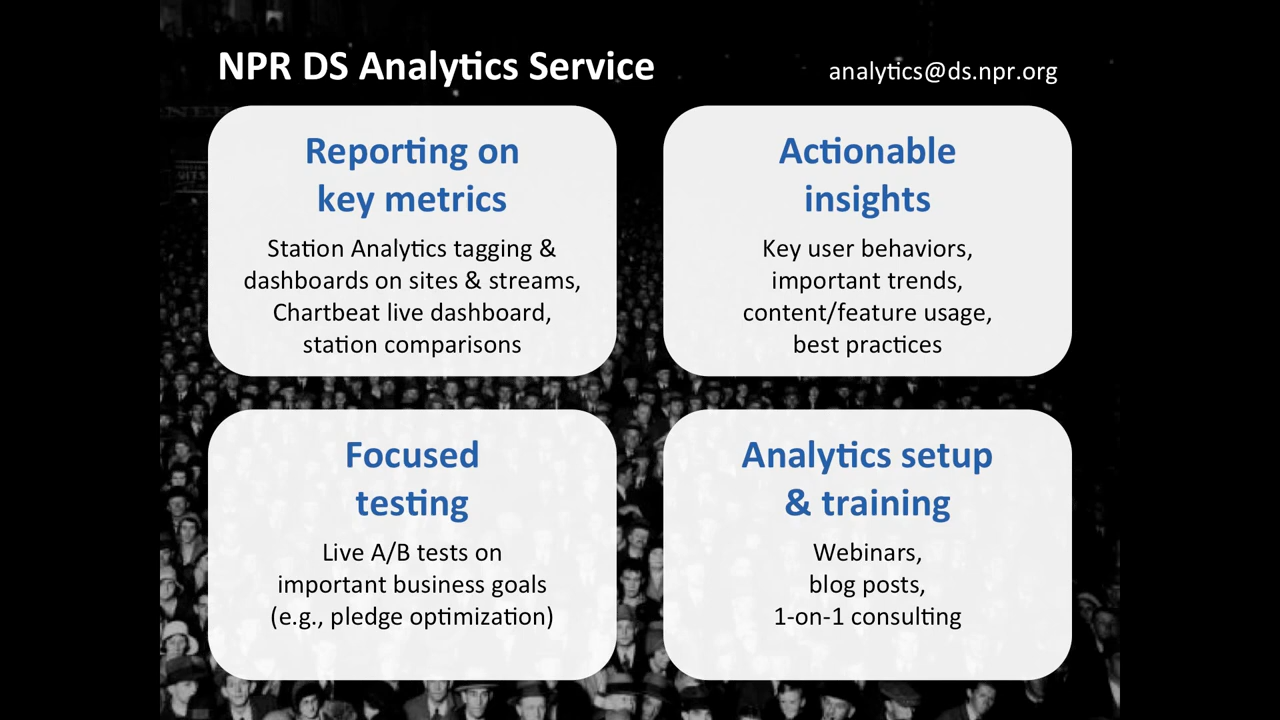 NPR DS Analytics Service
analytics@ds.npr.org
Reporting on
key metrics
Station Analytics tagging &
dashboards on sites & streams,
Chartbeat live dashboard,
station comparisons
Actionable
insights
Key user behaviors,
important trends,
content/feature usage,
best practices
Focused
testing
Live A/B tests on
important business goals
(e.g., pledge optimization)
Analytics setup
& training
Webinars,
blog posts,
1-on-1 consulting